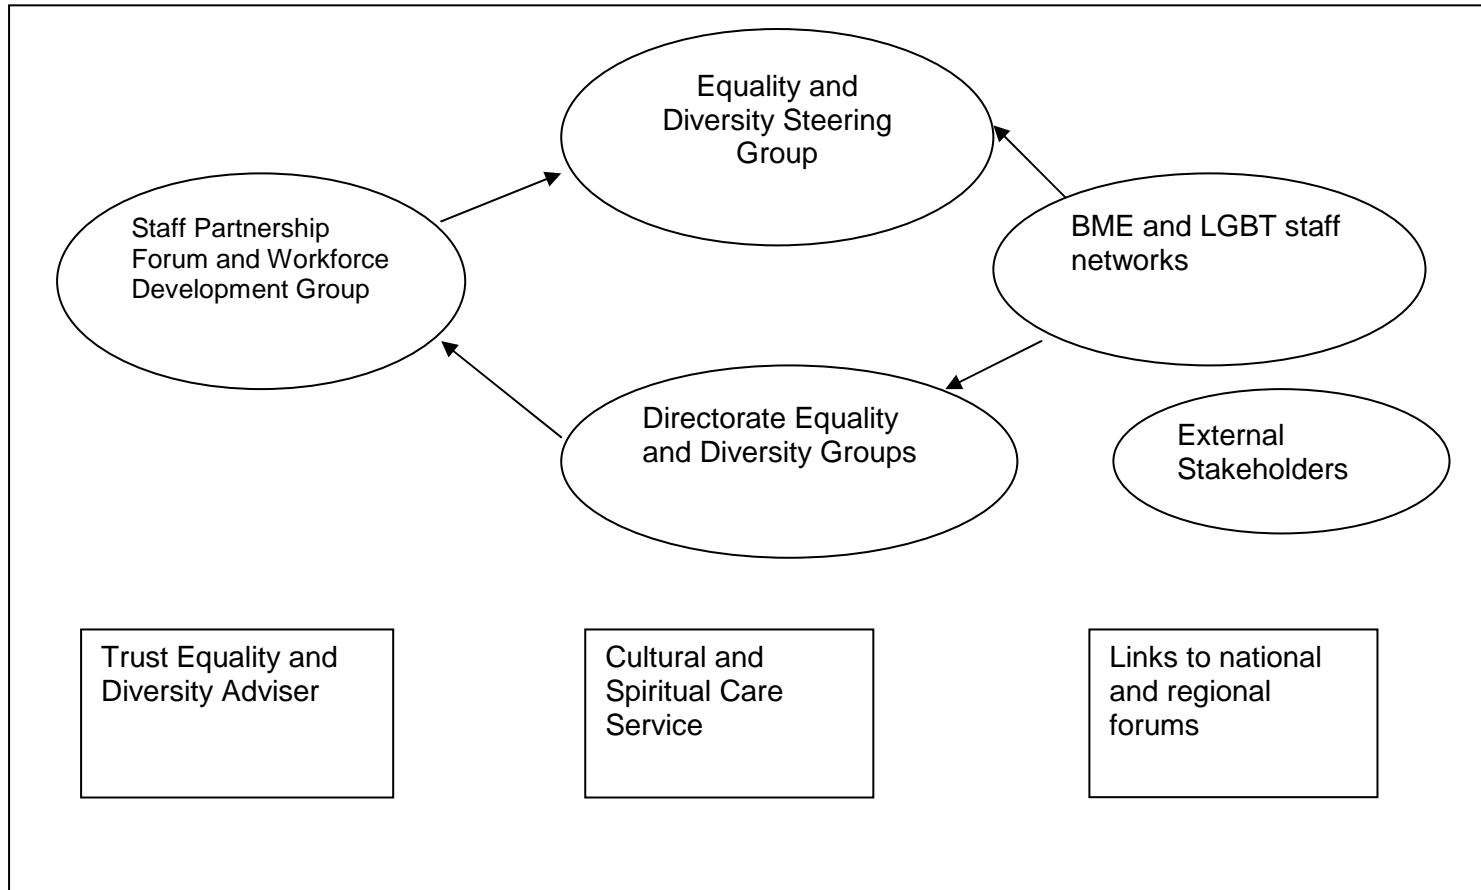 Equality and
Diversity Steering
Group
Staff Partnership
Forum and Workforce
Development Group
BME and LGBT staff
networks
Directorate Equality
and Diversity Groups
External
Stakeholders
Trust Equality and
Diversity Adviser
Cultural and
Spiritual Care
Service
Links to national
and regional
forums